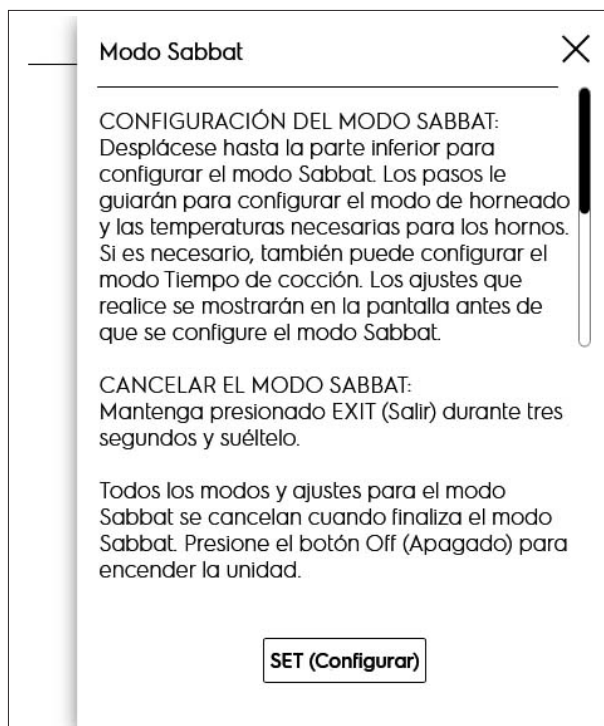 Modo Sabbat
CONFIGURACIÓN DEL MODO SABBAT:
Desplácese hasta la parte inferior para
configurar el modo Sabbat. Los pasos le
guiarán para configurar el modo de horneado
y las temperaturas necesarias para los hornos.
Si es necesario, también puede configurar el
modo Tiempo de cocción. Los ajustes que
realice se mostrarán en la pantalla antes de
que se configure el modo Sabbat.
CANCELAR EL MODO SABBAT:
Mantenga presionado EXIT (Salir) durante tres
segundos y suéltelo.
Todos los modos y ajustes para el modo
Sabbat se cancelan cuando finaliza el modo
Sabbat. Presione el botón Off (Apagado) para
encender la unidad.
SET (Configurar)